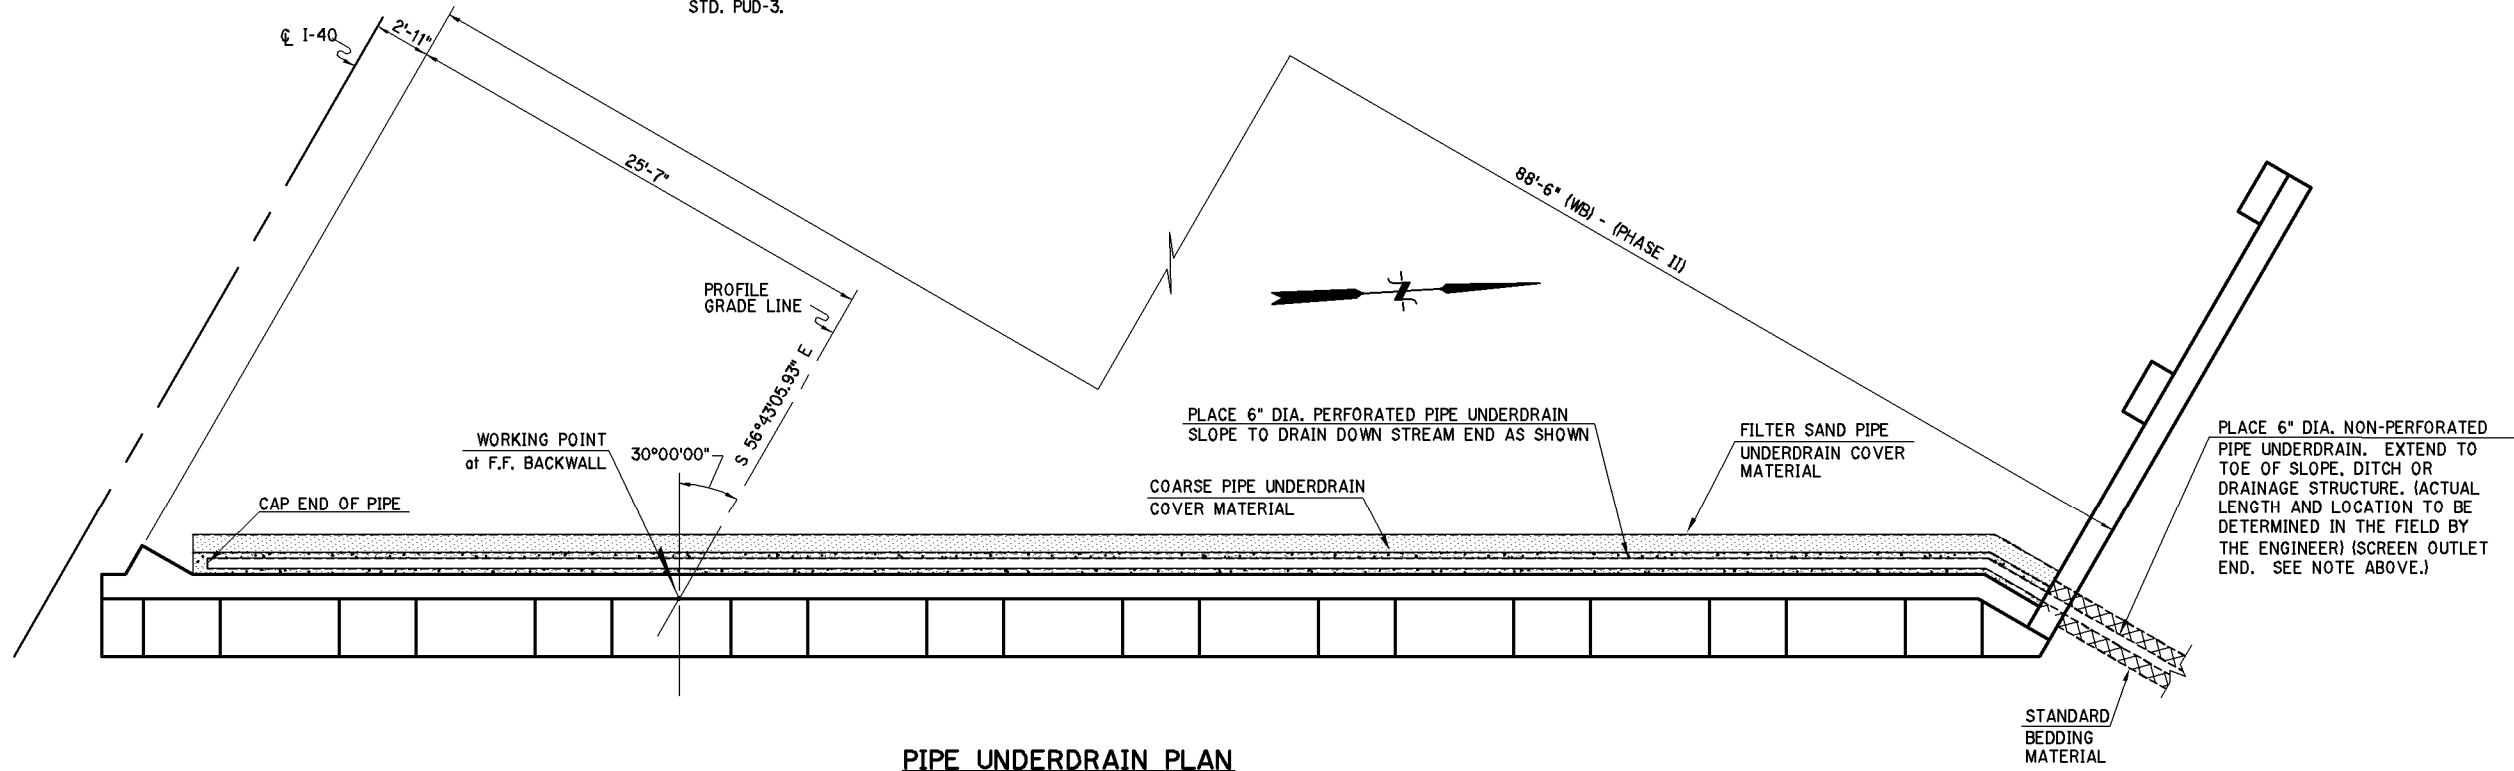 STD. PUD-3.
℄ I-40
2'-11"
25'-7"
88'-6" (WB) - (PHASE II)
PROFILE
GRADE LINE
S 56°43'05.93" E
N
WORKING POINT
at F.F. BACKWALL
30°00'00"
CAP END OF PIPE
PLACE 6" DIA. PERFORATED PIPE UNDERDRAIN
SLOPE TO DRAIN DOWN STREAM END AS SHOWN
COARSE PIPE UNDERDRAIN
COVER MATERIAL
FILTER SAND PIPE
UNDERDRAIN COVER
MATERIAL
PLACE 6" DIA. NON-PERFORATED
PIPE UNDERDRAIN. EXTEND TO
TOE OF SLOPE, DITCH OR
DRAINAGE STRUCTURE. (ACTUAL
LENGTH AND LOCATION TO BE
DETERMINED IN THE FIELD BY
THE ENGINEER) (SCREEN OUTLET
END. SEE NOTE ABOVE.)
STANDARD
BEDDING
MATERIAL
PIPE UNDERDRAIN PLAN